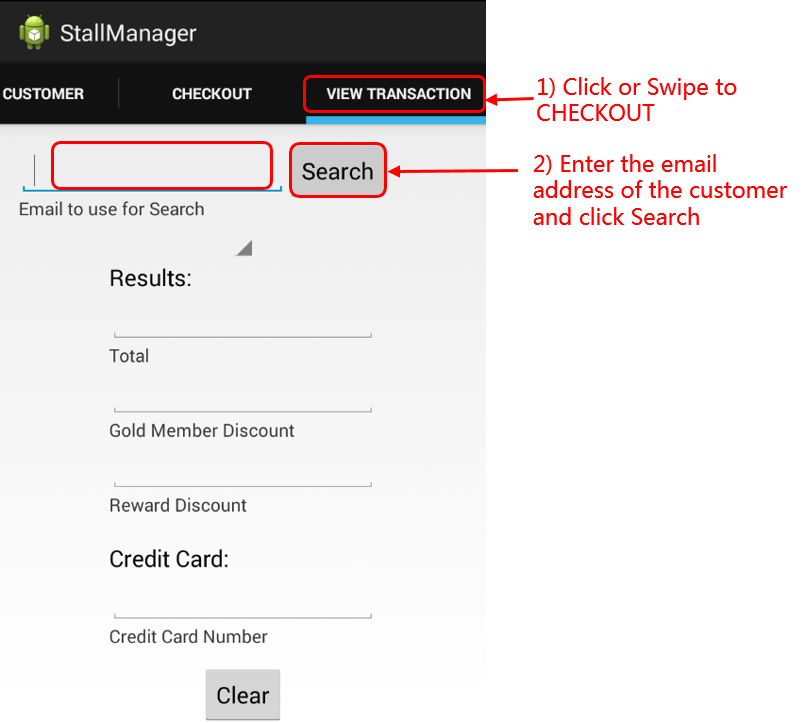 StallManager
CUSTOMER
CHECKOUT
VIEW TRANSACTION
1) Click or Swipe to
CHECKOUT
Search
2) Enter the email
address of the customer
and click Search
Email to use for Search
Results:
Total
Gold Member Discount
Reward Discount
Credit Card:
Credit Card Number
Clear